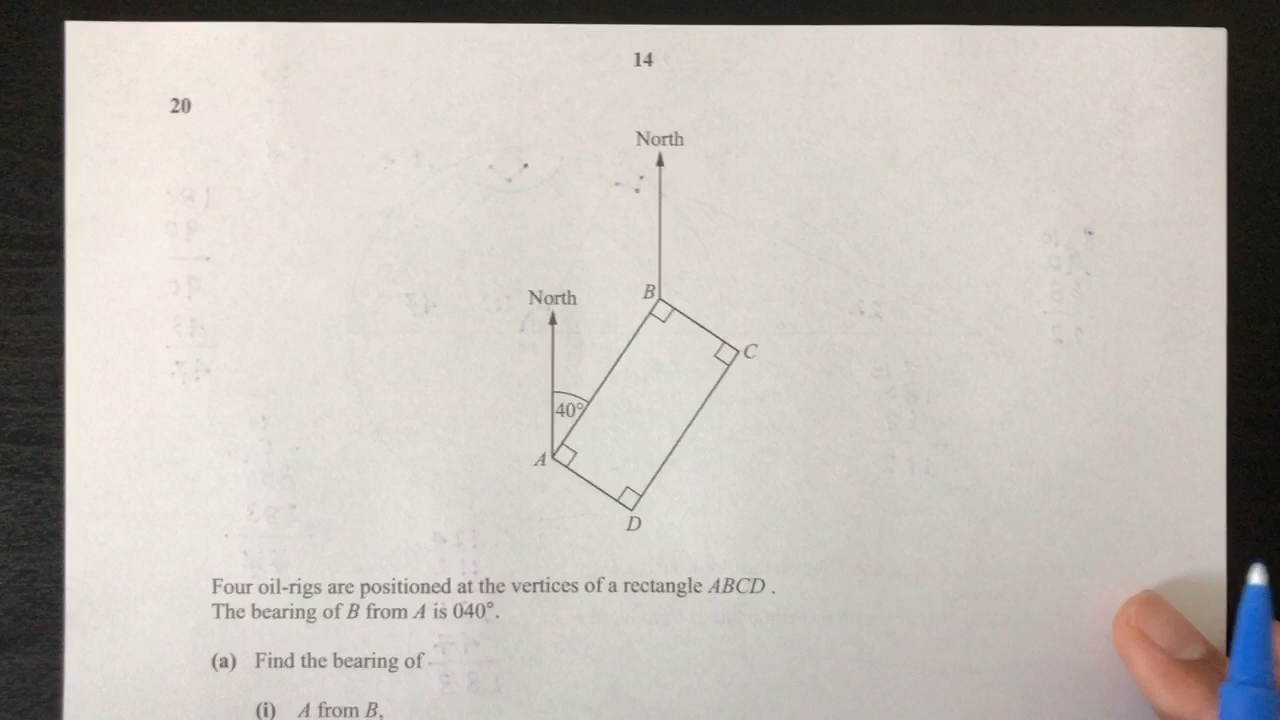 14
20
North
North
B
C
40°
A
D
Four oil-rigs are positioned at the vertices of a rectangle ABCD .
The bearing of B from A is 040°.
(a) Find the bearing of
(i) A from B,